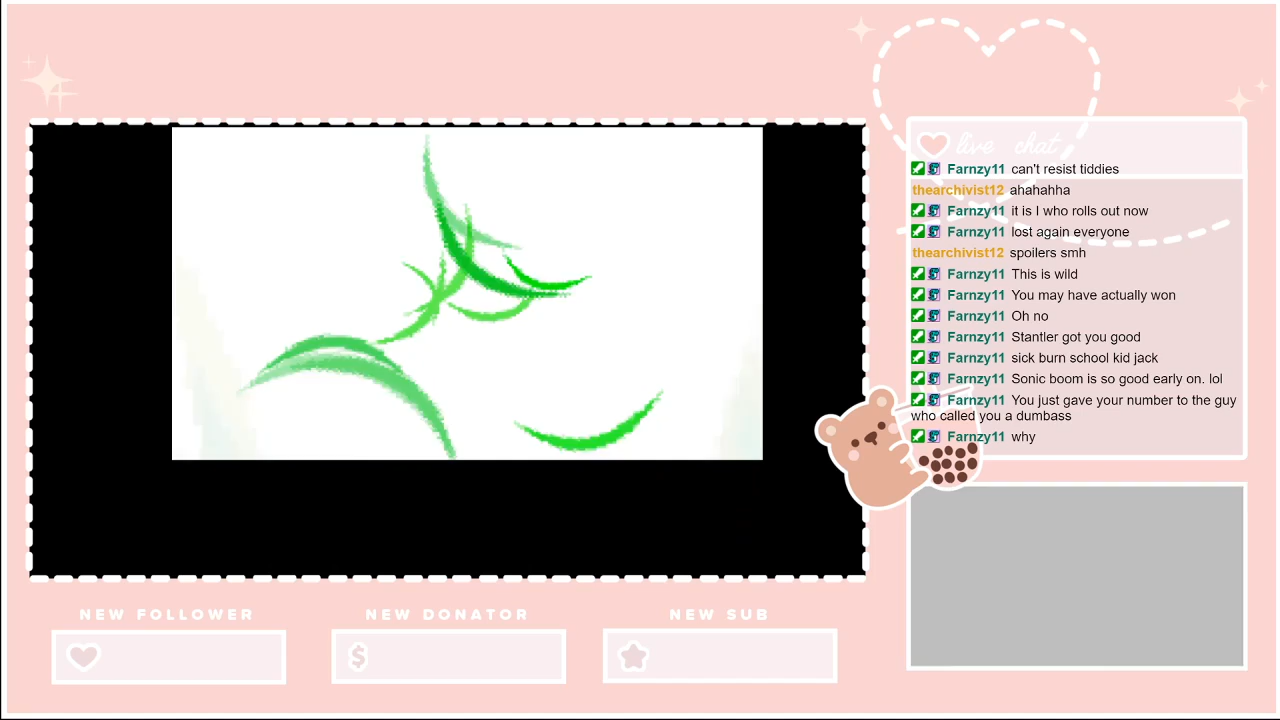 live chat
Farnzy11 can't resist tiddies
thearchivist12 ahahahha
Farnzy11 it is I who rolls out now
Farnzy11 lost again everyone
thearchivist12 spoilers smh
Farnzy11 This is wild
Farnzy11 You may have actually won
Farnzy11 Oh no
Farnzy11 Stantler got you good
Farnzy11 sick burn school kid jack
Farnzy11 Sonic boom is so good early on. lol
Farnzy11 You just gave your number to the guy
who called you a dumbass
Farnzy11 why
NEW FOLLOWER
NEW DONATOR
NEW SUB
$